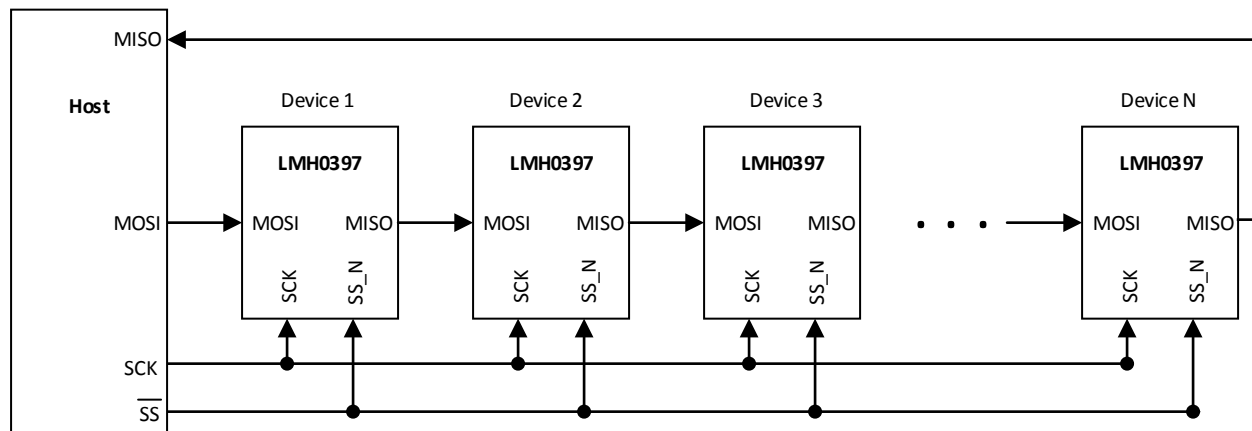 MISO
Host
Device 1
Device 2
Device 3
Device N
LMH0397
LMH0397
LMH0397
LMH0397
MOSI
MOSI MISO
MOSI MISO
MOSI MISO
. . .
MOSI MISO
SCK SS_N
SCK SS_N
SCK SS_N
SCK SS_N
SCK
SS